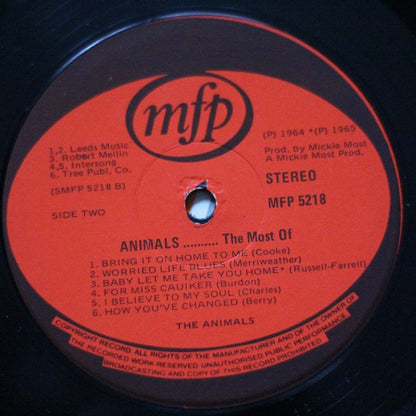 mfp
1,2. Leeds Music
3, Robert Mellin
4,5. Intersong
6, Tree Publ. Co.
(SMFP 5218 B)
SIDE TWO
(P) 1964 *(P) 1965
Prod. by Mickie Most
A Mickie Most Prod.
STEREO
MFP 5218
ANIMALS .......... The Most Of
1, BRING IT ON HOME TO ME (Cooke)
2, WORRIED LIFE BLUES (Merriweather)
3, BABY LET ME TAKE YOU HOME* (Russell-Farrell)
4, FOR MISS CAUIKER (Burdon)
5, I BELIEVE TO MY SOUL (Charles)
6, HOW YOU'VE CHANGED (Berry)
THE ANIMALS
COPYRIGHT RECORD ALL RIGHTS OF THE MANUFACTURER AND OF THE OWNER OF
THE RECORDED WORK RESERVED UNAUTHORISED PUBLIC PERFORMANCE.
BROADCASTING AND COPY OF THIS RECORD PROHIBITED